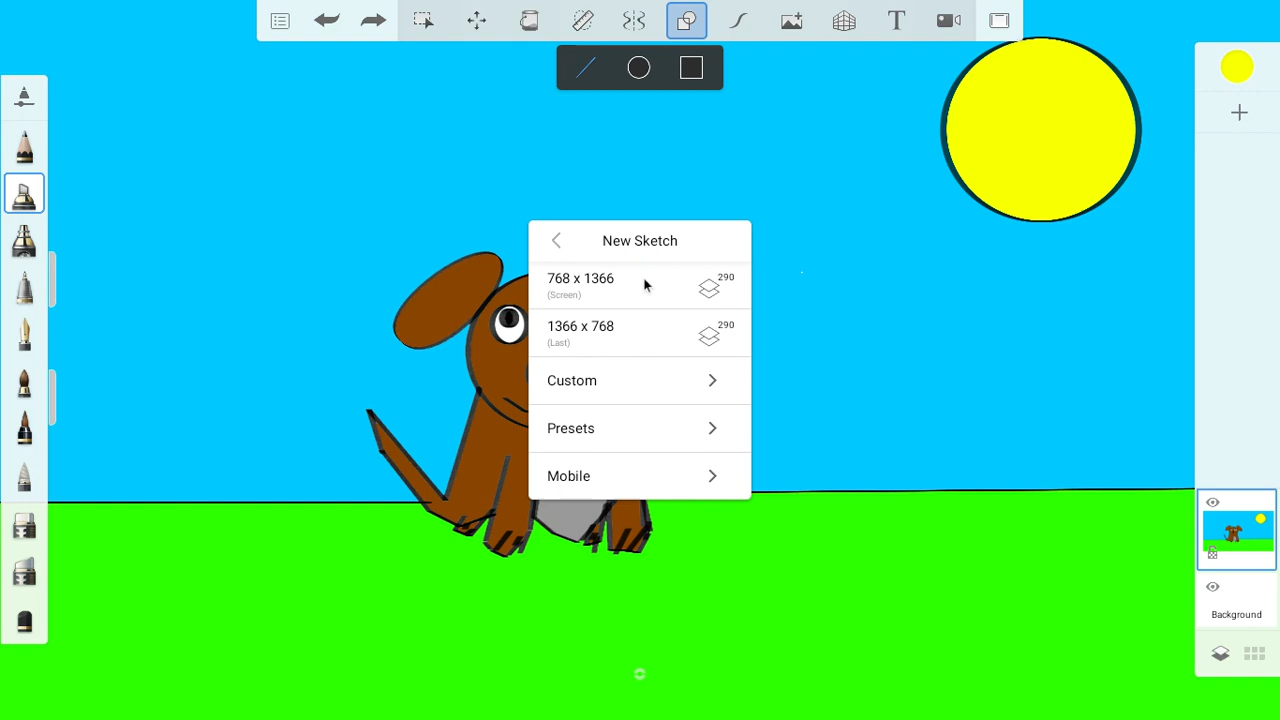 T
New Sketch
768 x 1366
(Screen)
290
1366 x 768
(Last)
290
Custom
Presets
Mobile
Background